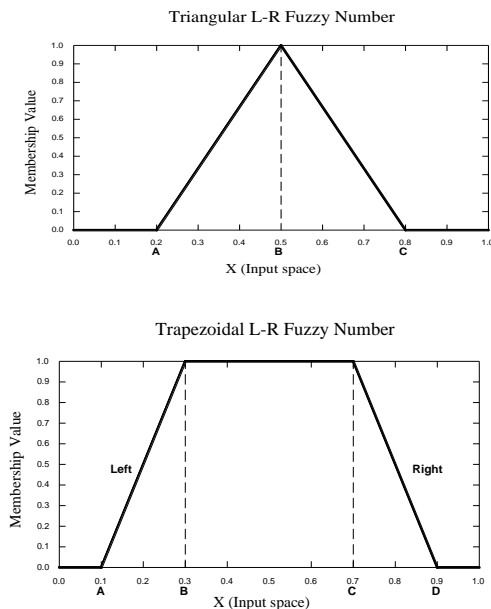 Triangular L-R Fuzzy Number
Membership Value
1.0
0.9
0.8
0.7
0.6
0.5
0.4
0.3
0.2
0.1
0.0
0.0 0.1 0.2 0.3 0.4 0.5 0.6 0.7 0.8 0.9 1.0
A B C
X (Input space)
Trapezoidal L-R Fuzzy Number
Membership Value
1.0
0.9
0.8
0.7
0.6
0.5
0.4
0.3
0.2
0.1
0.0
Left Right
0.0 0.1 0.2 0.3 0.4 0.5 0.6 0.7 0.8 0.9 1.0
A B C D
X (Input space)